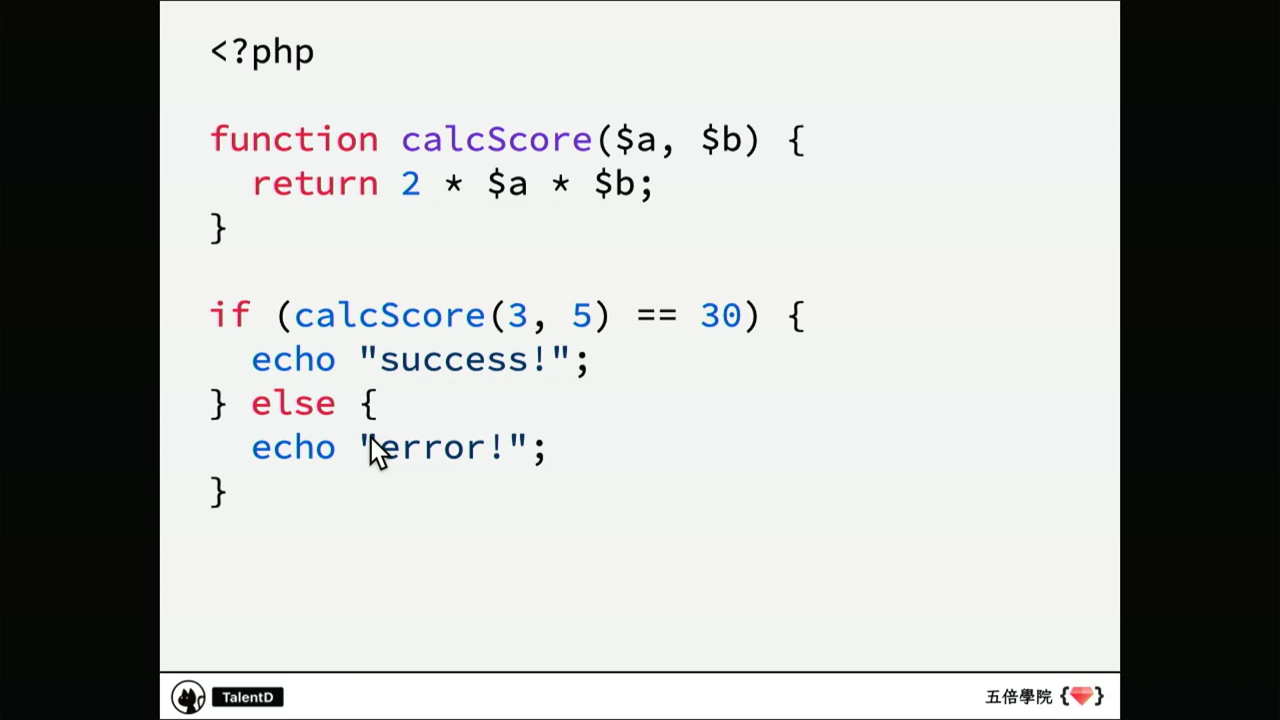 <?php
function calcScore($a, $b) {
  return 2 * $a * $b;
}
if (calcScore(3, 5) == 30) {
  echo "success!";
} else {
  echo "error!";
}
TalentD
五倍學院 { }